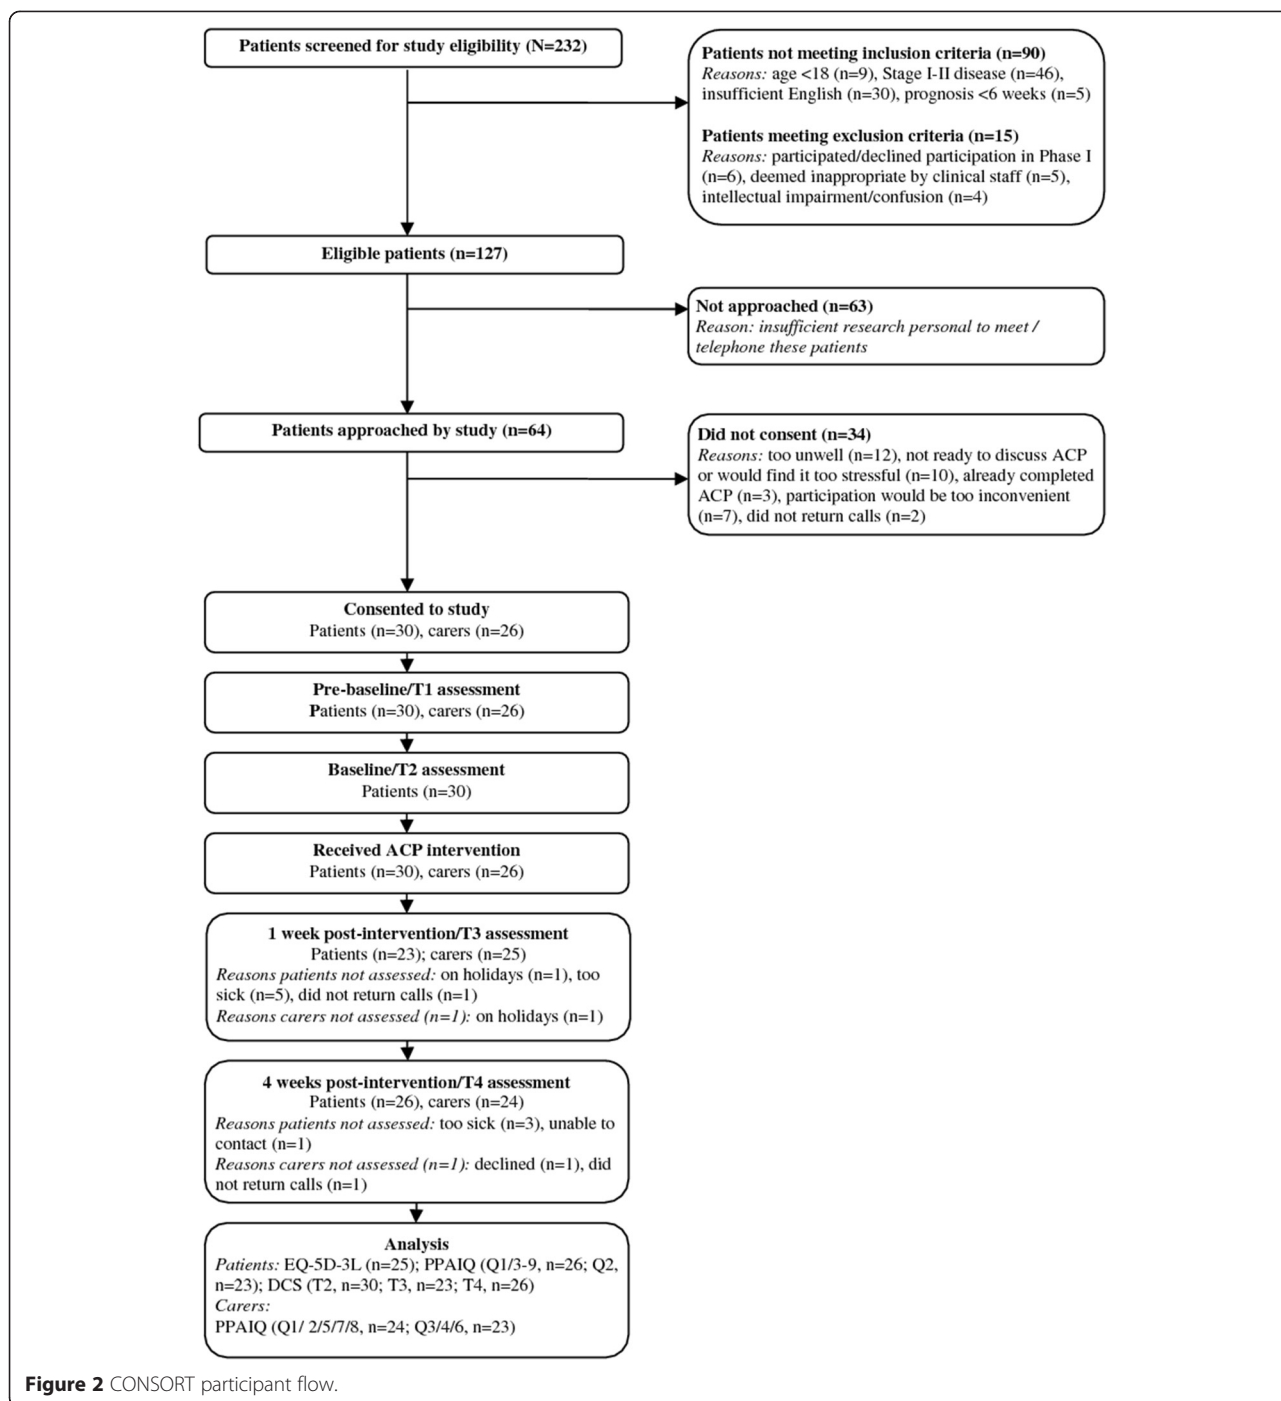 Patients screened for study eligibility (N=232)
Patients not meeting inclusion criteria (n=90)
Reasons: age <18 (n=9), Stage I-II disease (n=46),
insufficient English (n=30), prognosis <6 weeks (n=5)
Patients meeting exclusion criteria (n=15)
Reasons: participated/declined participation in Phase I
(n=6), deemed inappropriate by clinical staff (n=5),
intellectual impairment/confusion (n=4)
Eligible patients (n=127)
Not approached (n=63)
Reason: insufficient research personal to meet /
telephone these patients
Patients approached by study (n=64)
Did not consent (n=34)
Reasons: too unwell (n=12), not ready to discuss ACP
or would find it too stressful (n=10), already completed
ACP (n=3), participation would be too inconvenient
(n=7), did not return calls (n=2)
Consented to study
Patients (n=30), carers (n=26)
Pre-baseline/T1 assessment
Patients (n=30), carers (n=26)
Baseline/T2 assessment
Patients (n=30)
Received ACP intervention
Patients (n=30), carers (n=26)
1 week post-intervention/T3 assessment
Patients (n=23); carers (n=25)
Reasons patients not assessed: on holidays (n=1), too
sick (n=5), did not return calls (n=1)
Reasons carers not assessed (n=1): on holidays (n=1)
4 weeks post-intervention/T4 assessment
Patients (n=26), carers (n=24)
Reasons patients not assessed: too sick (n=3), unable to
contact (n=1)
Reasons carers not assessed (n=1): declined (n=1), did
not return calls (n=1)
Analysis
Patients: EQ-5D-3L (n=25); PPAIQ (Q1/3-9, n=26; Q2,
n=23); DCS (T2, n=30; T3, n=23; T4, n=26)
Carers:
PPAIQ (Q1/ 2/5/7/8, n=24; Q3/4/6, n=23)
Figure 2 CONSORT participant flow.